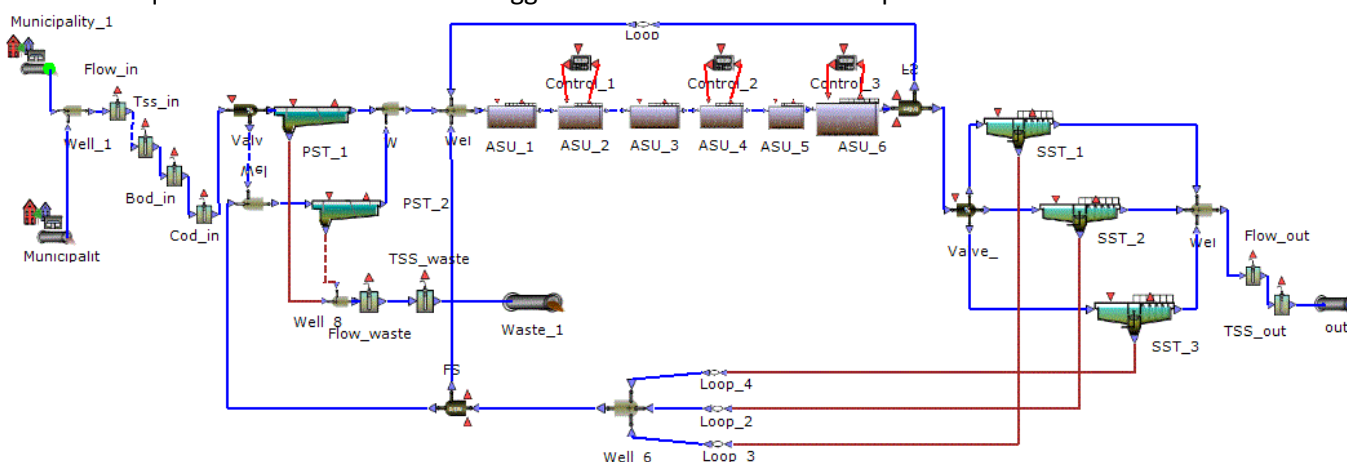 Municipality_1
Flow_in
Tss_in
Well_1
Bod_in
Cod_in
Municipalit
Valv
Wel
PST_1
W
PST_2
TSS_waste
Well_8
Flow_waste
Waste_1
FS
Loop
Wel
Control_1
Control_2
Control_3
ASU_1
ASU_2
ASU_3
ASU_4
ASU_5
ASU_6
FS
SST_1
SST_2
SST_3
Valve_
Wel
Flow_out
TSS_out
out
Loop_4
Loop_2
Loop_3
Well_6